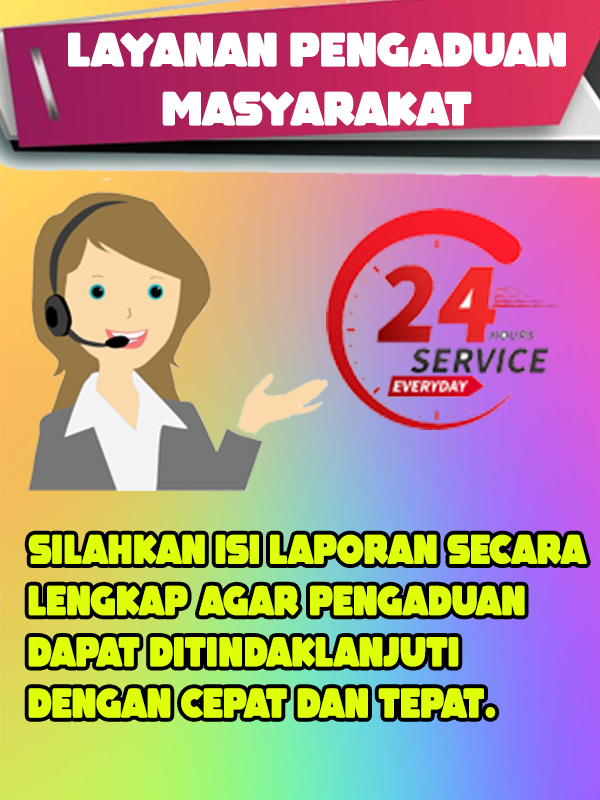 LAYANAN PENGADUAN
MASYARAKAT
24
HOURS
SERVICE
EVERYDAY
SILAHKAN ISI LAPORAN SECARA
LENGKAP AGAR PENGADUAN
DAPAT DITINDAKLANJUTI
DENGAN CEPAT DAN TEPAT.